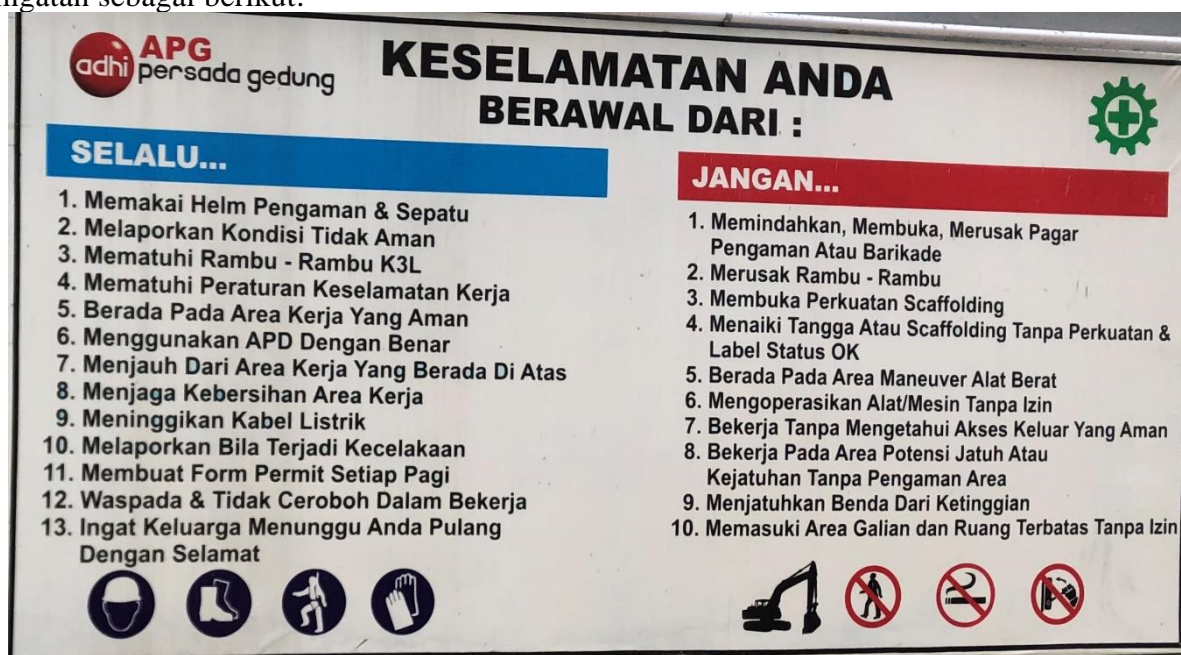 ingatan sebagai berikut:
adhi
APG
persada gedung
KESELAMATAN ANDA
BERAWAL DARI :
SELALU...
1. Memakai Helm Pengaman & Sepatu
2. Melaporkan Kondisi Tidak Aman
3. Mematuhi Rambu - Rambu K3L
4. Mematuhi Peraturan Keselamatan Kerja
5. Berada Pada Area Kerja Yang Aman
6. Menggunakan APD Dengan Benar
7. Menjauh Dari Area Kerja Yang Berada Di Atas
8. Menjaga Kebersihan Area Kerja
9. Meninggikan Kabel Listrik
10. Melaporkan Bila Terjadi Kecelakaan
11. Membuat Form Permit Setiap Pagi
12. Waspada & Tidak Ceroboh Dalam Bekerja
13. Ingat Keluarga Menunggu Anda Pulang
Dengan Selamat
JANGAN...
1. Memindahkan, Membuka, Merusak Pagar
Pengaman Atau Barikade
2. Merusak Rambu - Rambu
3. Membuka Perkuatan Scaffolding
4. Menaiki Tangga Atau Scaffolding Tanpa Perkuatan &
Label Status OK
5. Berada Pada Area Maneuver Alat Berat
6. Mengoperasikan Alat/Mesin Tanpa Izin
7. Bekerja Tanpa Mengetahui Akses Keluar Yang Aman
8. Bekerja Pada Area Potensi Jatuh Atau
Kejatuhan Tanpa Pengaman Area
9. Menjatuhkan Benda Dari Ketinggian
10. Memasuki Area Galian dan Ruang Terbatas Tanpa Izin